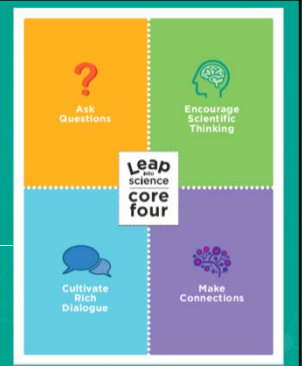 Ask
Questions
Encourage
Scientific
Thinking
Leap
into
science
core
four
Cultivate
Rich
Dialogue
Make
Connections